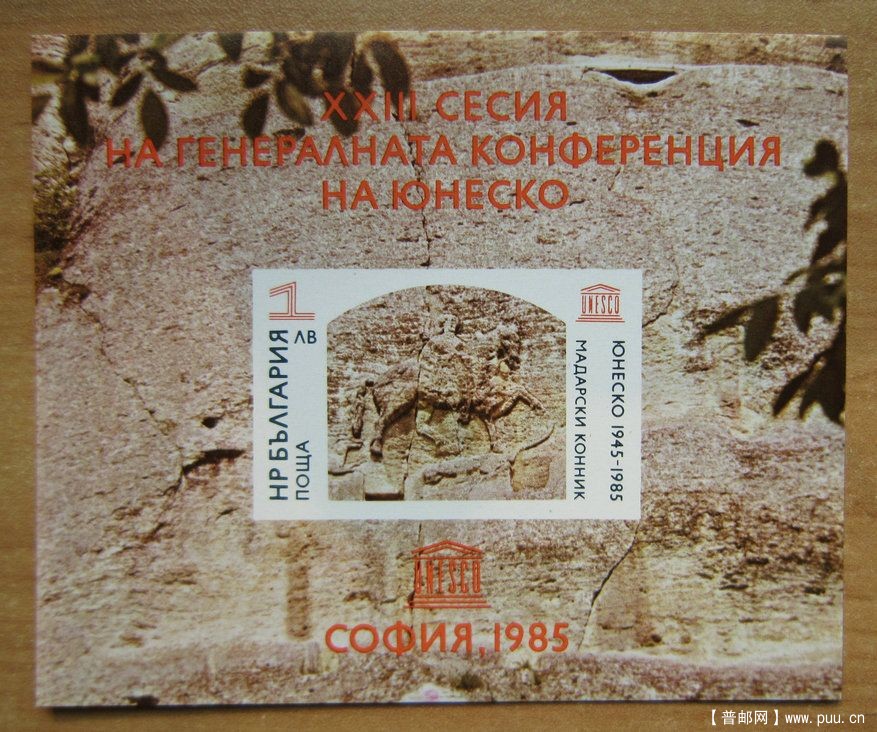 XXIII СЕСИЯ
НА ГЕНЕРАЛНАТА КОНФЕРЕНЦИЯ
НА ЮНЕСКО
1
ЛВ
НР БЪЛГАРИЯ
ПОЩА
UNESCO
ЮНЕСКО 1945-1985
МАДАРСКИ КОННИК
UNESCO
СОФИЯ, 1985
【普邮网】www.puu.cn